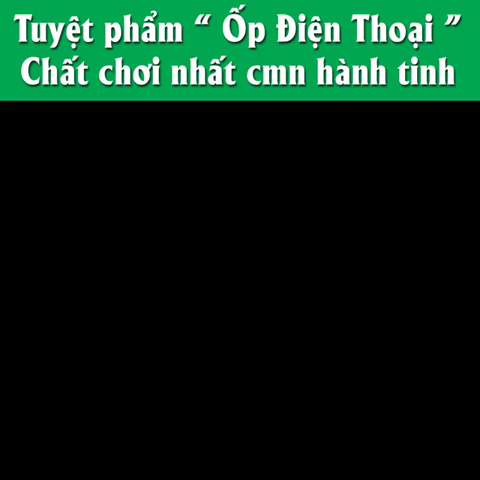 Tuyệt phẩm “ Ốp Điện Thoại ”
Chất chơi nhất cmn hành tinh